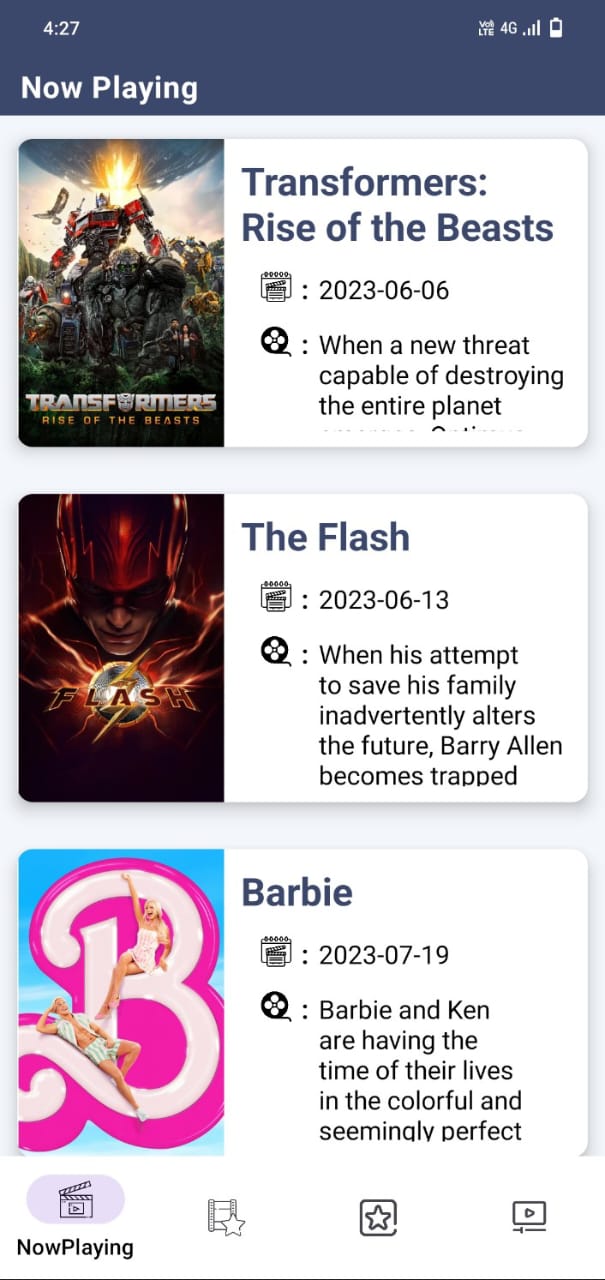 4:27
Vo))
LTE 4G
Now Playing
TRANSFORMERS
RISE OF THE BEASTS
Transformers:
Rise of the Beasts
: 2023-06-06
: When a new threat
capable of destroying
the entire planet
FLASH
The Flash
: 2023-06-13
: When his attempt
to save his family
inadvertently alters
the future, Barry Allen
becomes trapped
B
Barbie
: 2023-07-19
: Barbie and Ken
are having the
time of their lives
in the colorful and
seemingly perfect
NowPlaying